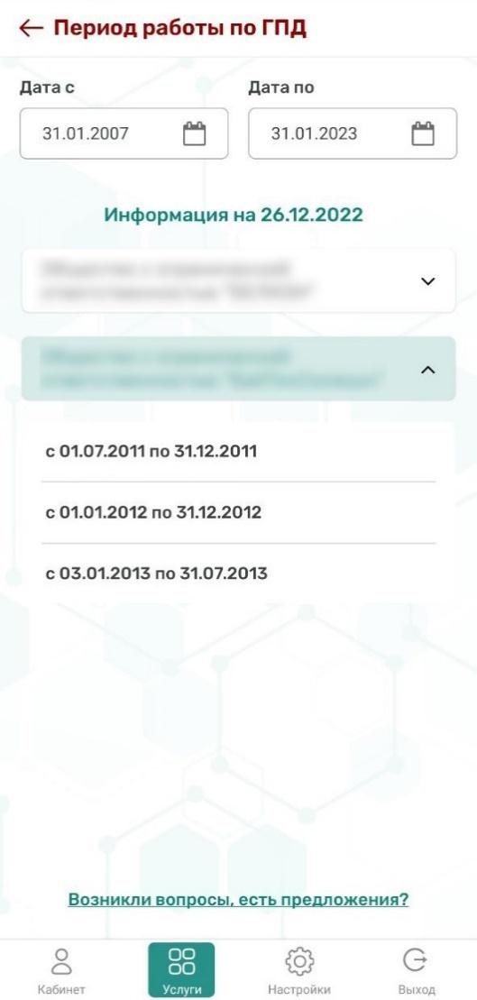 Период работы по ГПД
Дата с
Дата по
31.01.2007
31.01.2023
Информация на 26.12.2022
с 01.07.2011 по 31.12.2011
с 01.01.2012 по 31.12.2012
с 03.01.2013 по 31.07.2013
Возникли вопросы, есть предложения?
Кабинет
Услуги
Настройки
Выход